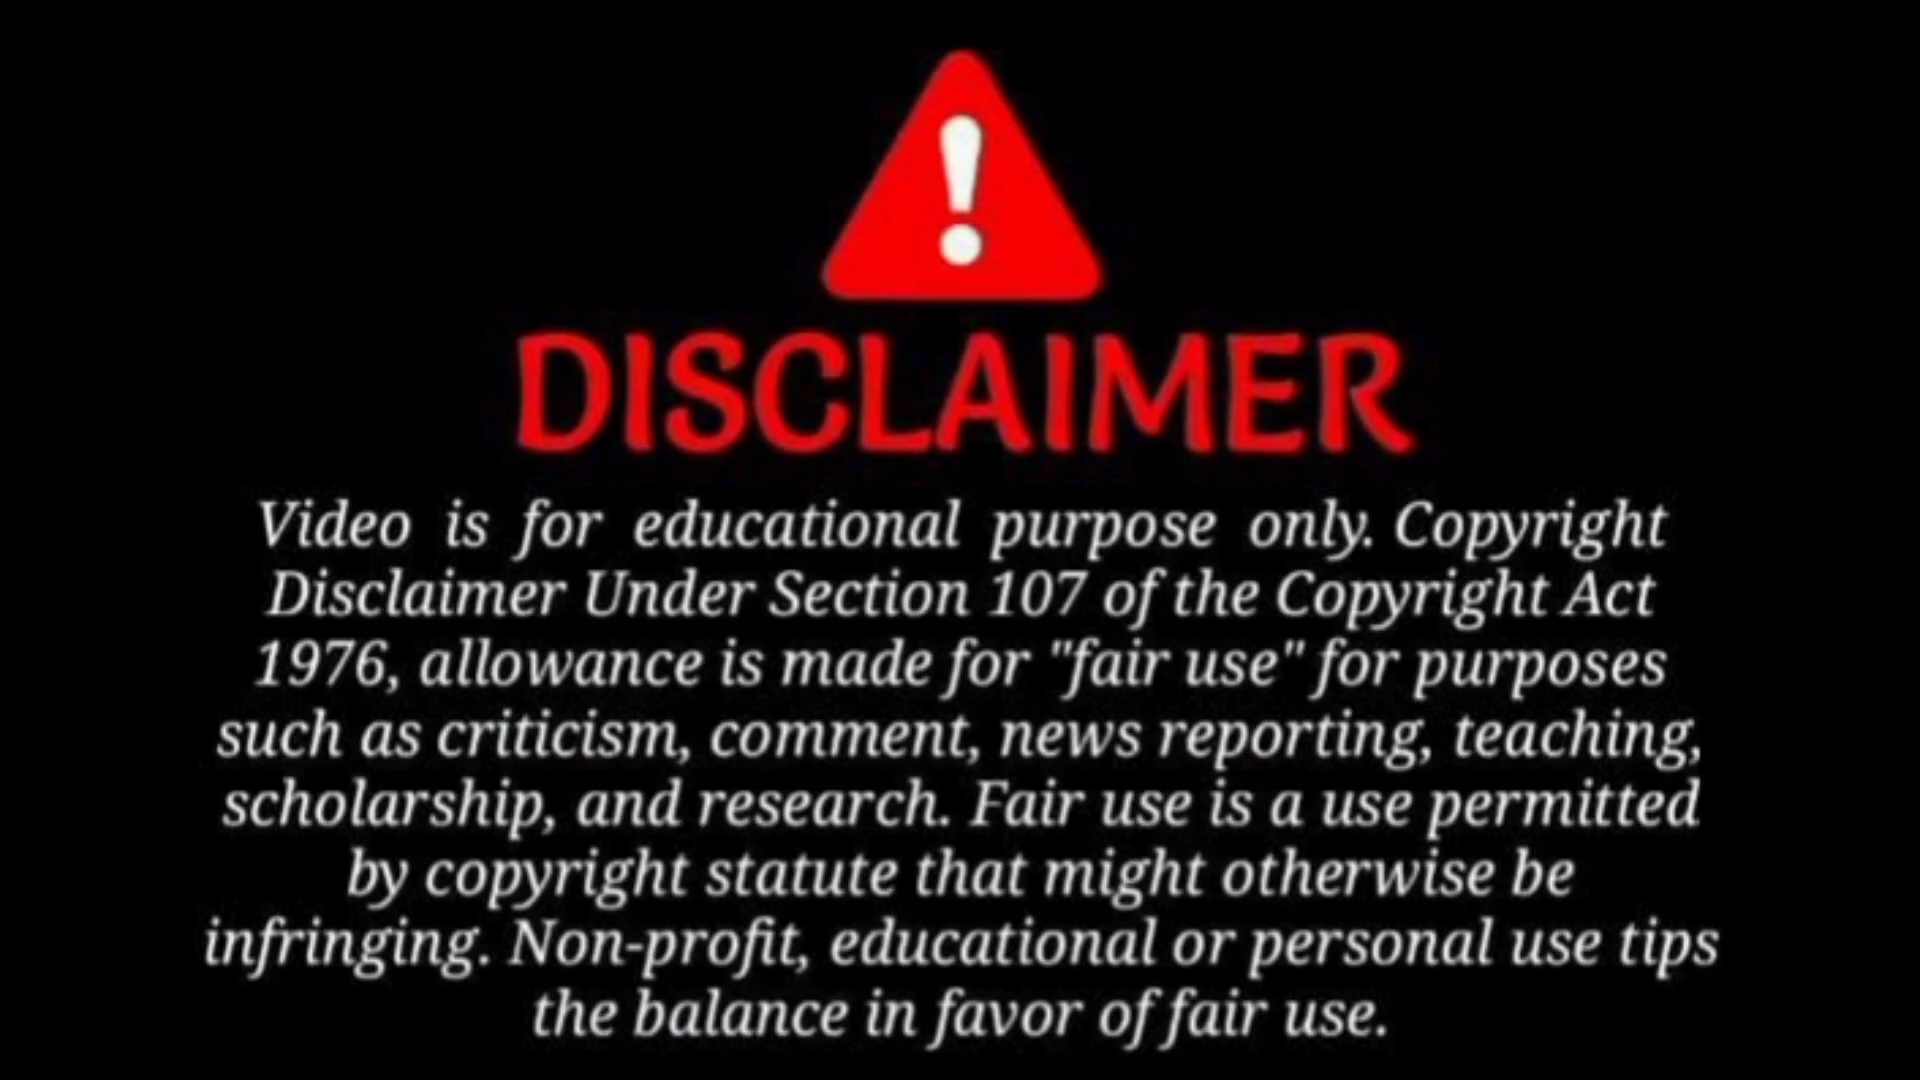 DISCLAIMER
Video is for educational purpose only. Copyright
Disclaimer Under Section 107 of the Copyright Act
1976, allowance is made for "fair use" for purposes
such as criticism, comment, news reporting, teaching,
scholarship, and research. Fair use is a use permitted
by copyright statute that might otherwise be
infringing. Non-profit, educational or personal use tips
the balance in favor of fair use.